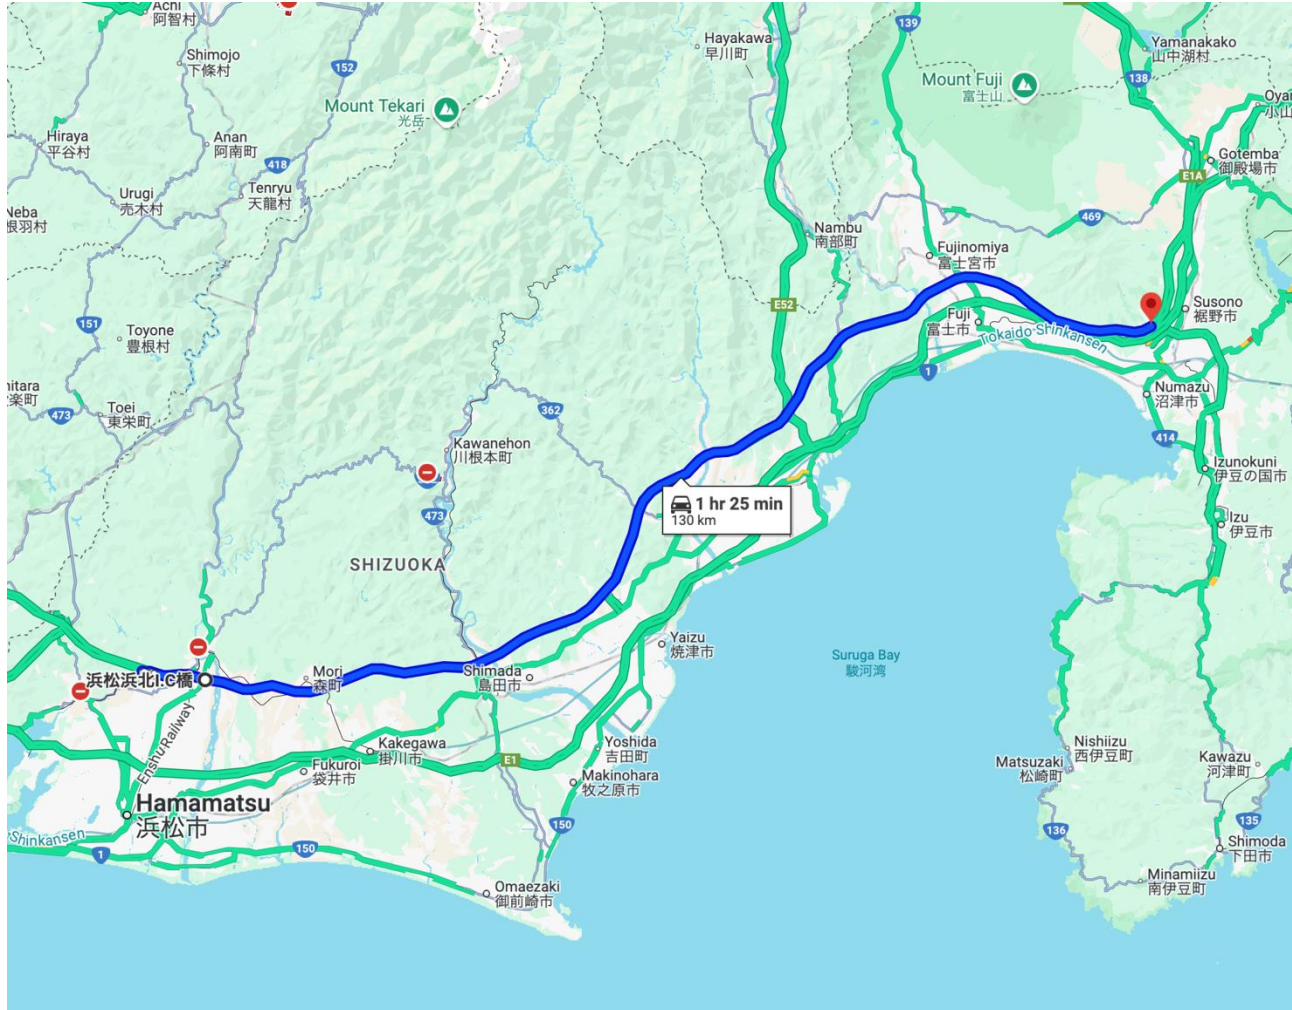 Achi
阿智村
Shimojo
下條村
152
Hayakawa
早川町
139
Yamanakako
山中湖村
138
Mount Fuji
富士山
Mount Tekari
光岳
Oya
小山
Hiraya
平谷村
Anan
阿南町
418
Gotemba
御殿場市
E1A
Urugi
売木村
Tenryu
天龍村
Neba
根羽村
469
Nambu
南部町
Fujinomiya
富士宮市
E52
Susono
裾野市
151
Toyone
豊根村
Fuji
富士市
Tokaido Shinkansen
1
Numazu
沼津市
473
Toei
東栄町
362
414
Kawanehon
川根本町
Izunokuni
伊豆の国市
473
1 hr 25 min
130 km
Izu
伊豆市
SHIZUOKA
Yaizu
焼津市
Suruga Bay
駿河湾
浜松浜北I.C橋
Mori
森町
Shimada
島田市
Enshu Railway
Kakegawa
掛川市
E1
Yoshida
吉田町
Fukuroi
袋井市
Makinohara
牧之原市
Nishiizu
西伊豆町
Matsuzaki
松崎町
Kawazu
河津町
Hamamatsu
浜松市
Shinkansen
1
150
150
136
135
Shimoda
下田市
Minamiizu
南伊豆町
Omaezaki
御前崎市